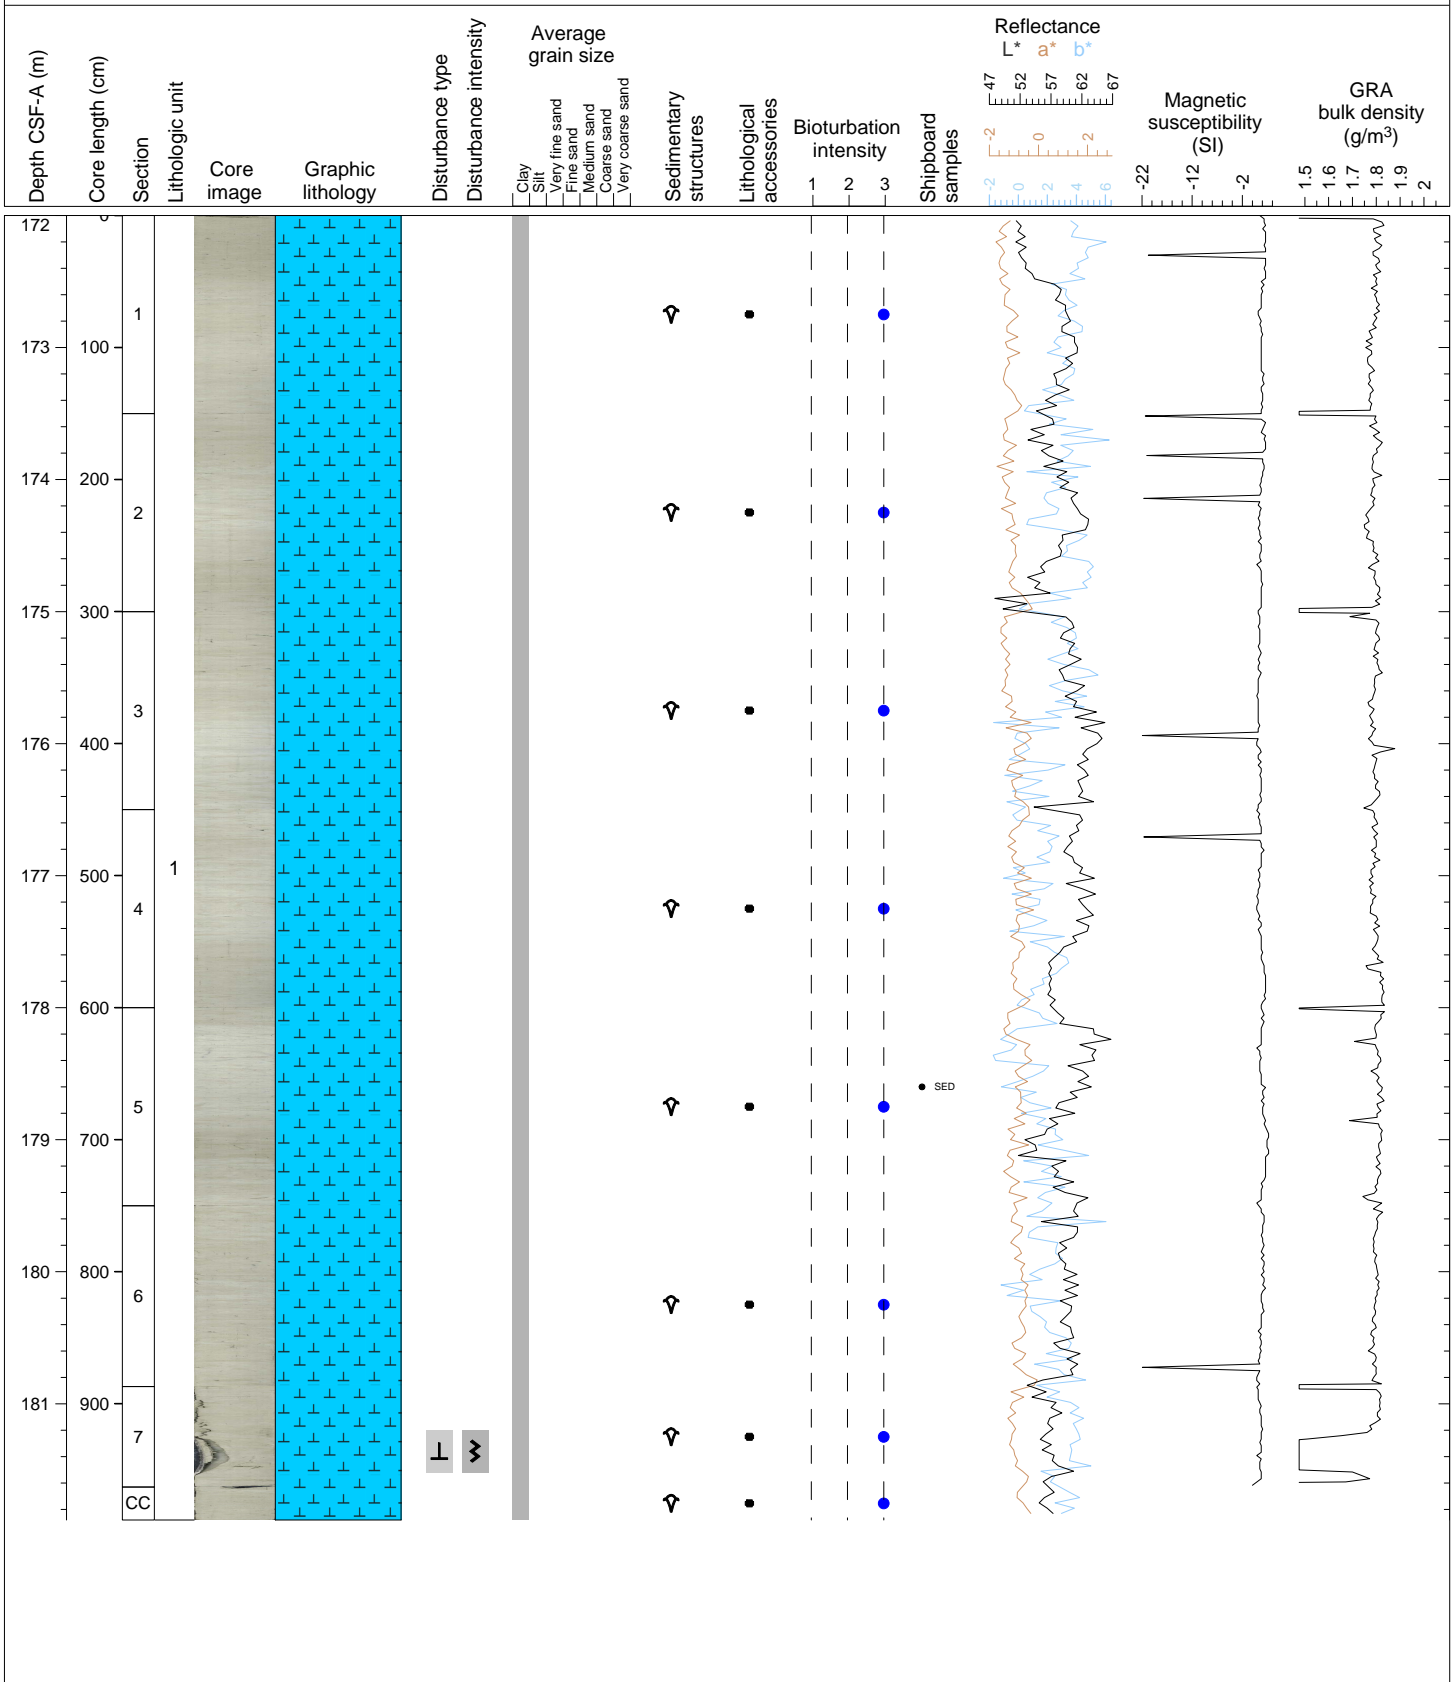 Depth CSF-A (m)
Core length (cm)
Section
Lithologic unit
Core
image
Graphic
lithology
Disturbance type
Disturbance intensity
Average
grain size
Clay
Silt
Very fine sand
Fine sand
Medium sand
Coarse sand
Very coarse sand
Sedimentary
structures
Lithological
accessories
Bioturbation
intensity
1 2 3
Shipboard
samples
Reflectance
L* a* b*
47 52 57 62 67
-2 0 2
-2 0 2 4 6
Magnetic
susceptibility
(SI)
-22 -12 -2
GRA
bulk density
(g/m3)
1.5 1.6 1.7 1.8 1.9 2
172 0
1
173 100
174 200
2
175 300
3
176 400
1
177 500
4
178 600
SED
5
179 700
180 800
6
181 900
7
CC